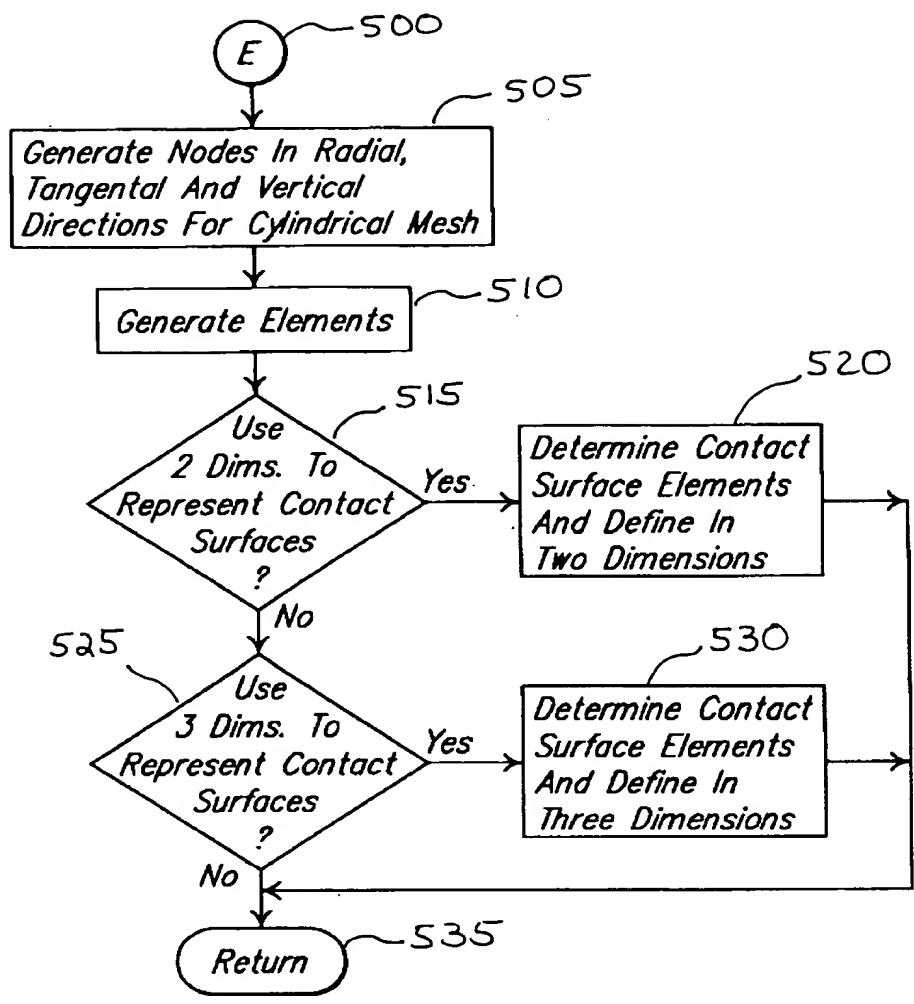 500
E
505
Generate Nodes In Radial,
Tangental And Vertical
Directions For Cylindrical Mesh
510
Generate Elements
515
Use
2 Dims. To
Represent Contact
Surfaces
?
Yes
520
Determine Contact
Surface Elements
And Define In
Two Dimensions
No
525
Use
3 Dims. To
Represent Contact
Surfaces
?
Yes
530
Determine Contact
Surface Elements
And Define In
Three Dimensions
No
Return
535